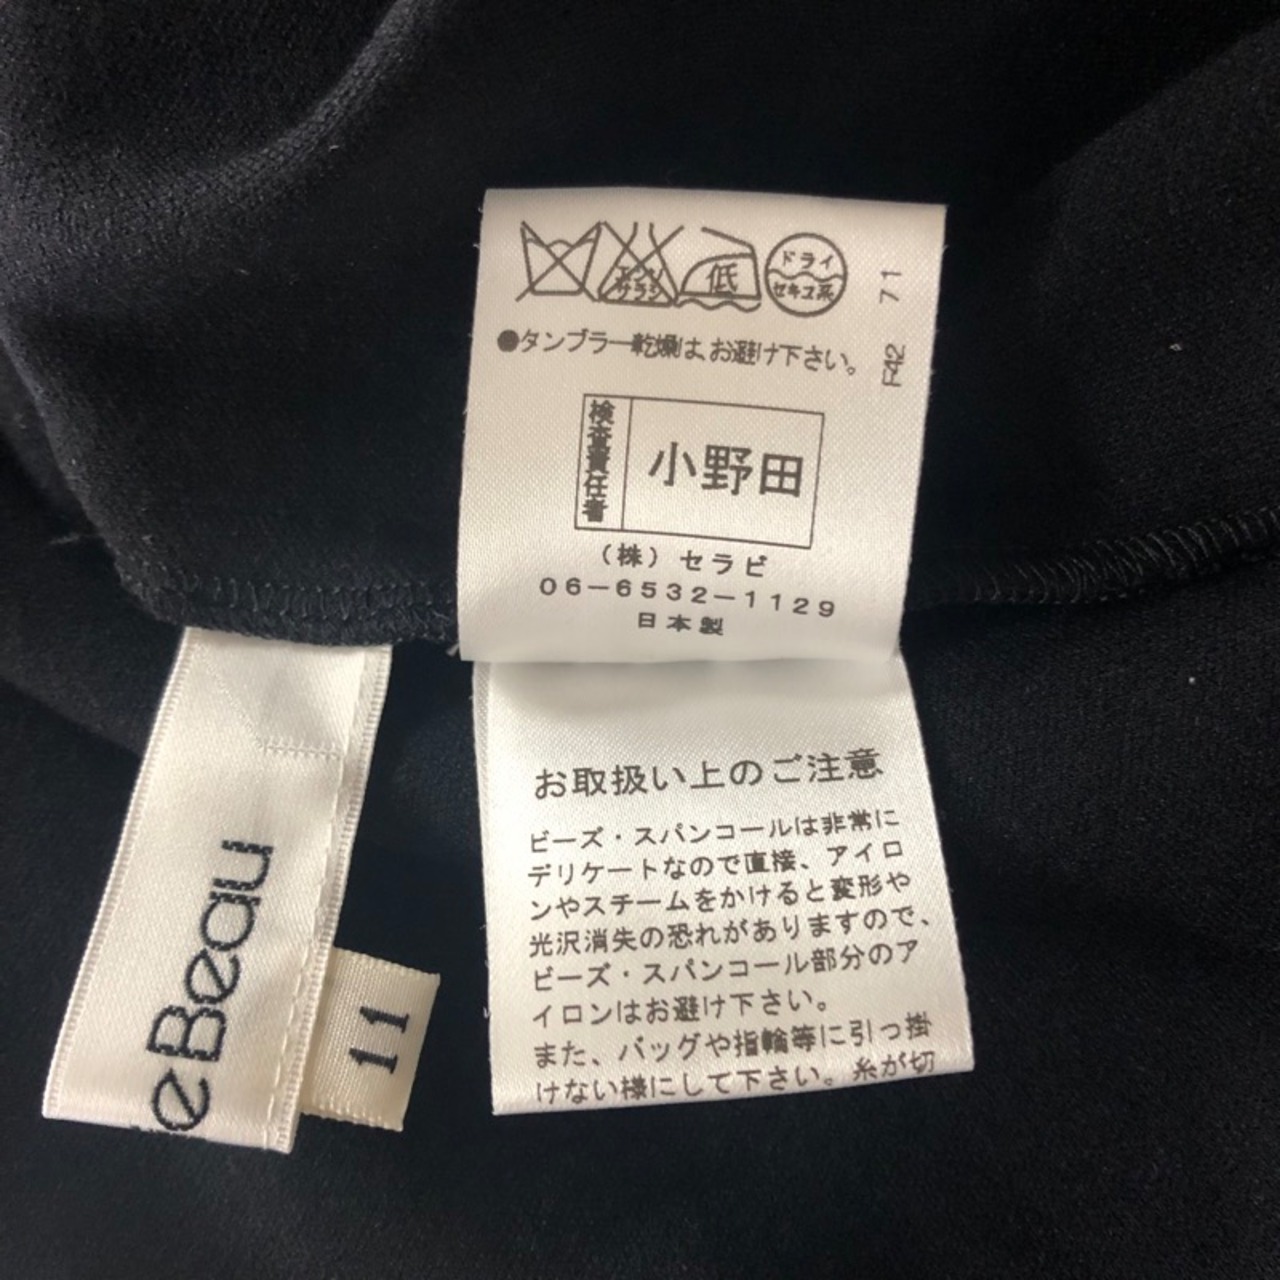 エンソ
サラシ
低
ドライ
セキユ系
71
F42
●タンブラー乾燥は、お避け下さい。
検査責任者
小野田
（株）セラビ
06-6532-1129
日本製
お取扱い上のご注意
ビーズ・スパンコールは非常に
デリケートなので直接、アイロ
ンやスチームをかけると変形や
光沢消失の恐れがありますので、
ビーズ・スパンコール部分のア
イロンはお避け下さい。
また、バッグや指輪等に引っ掛
けない様にして下さい。糸が切
e Beau
11